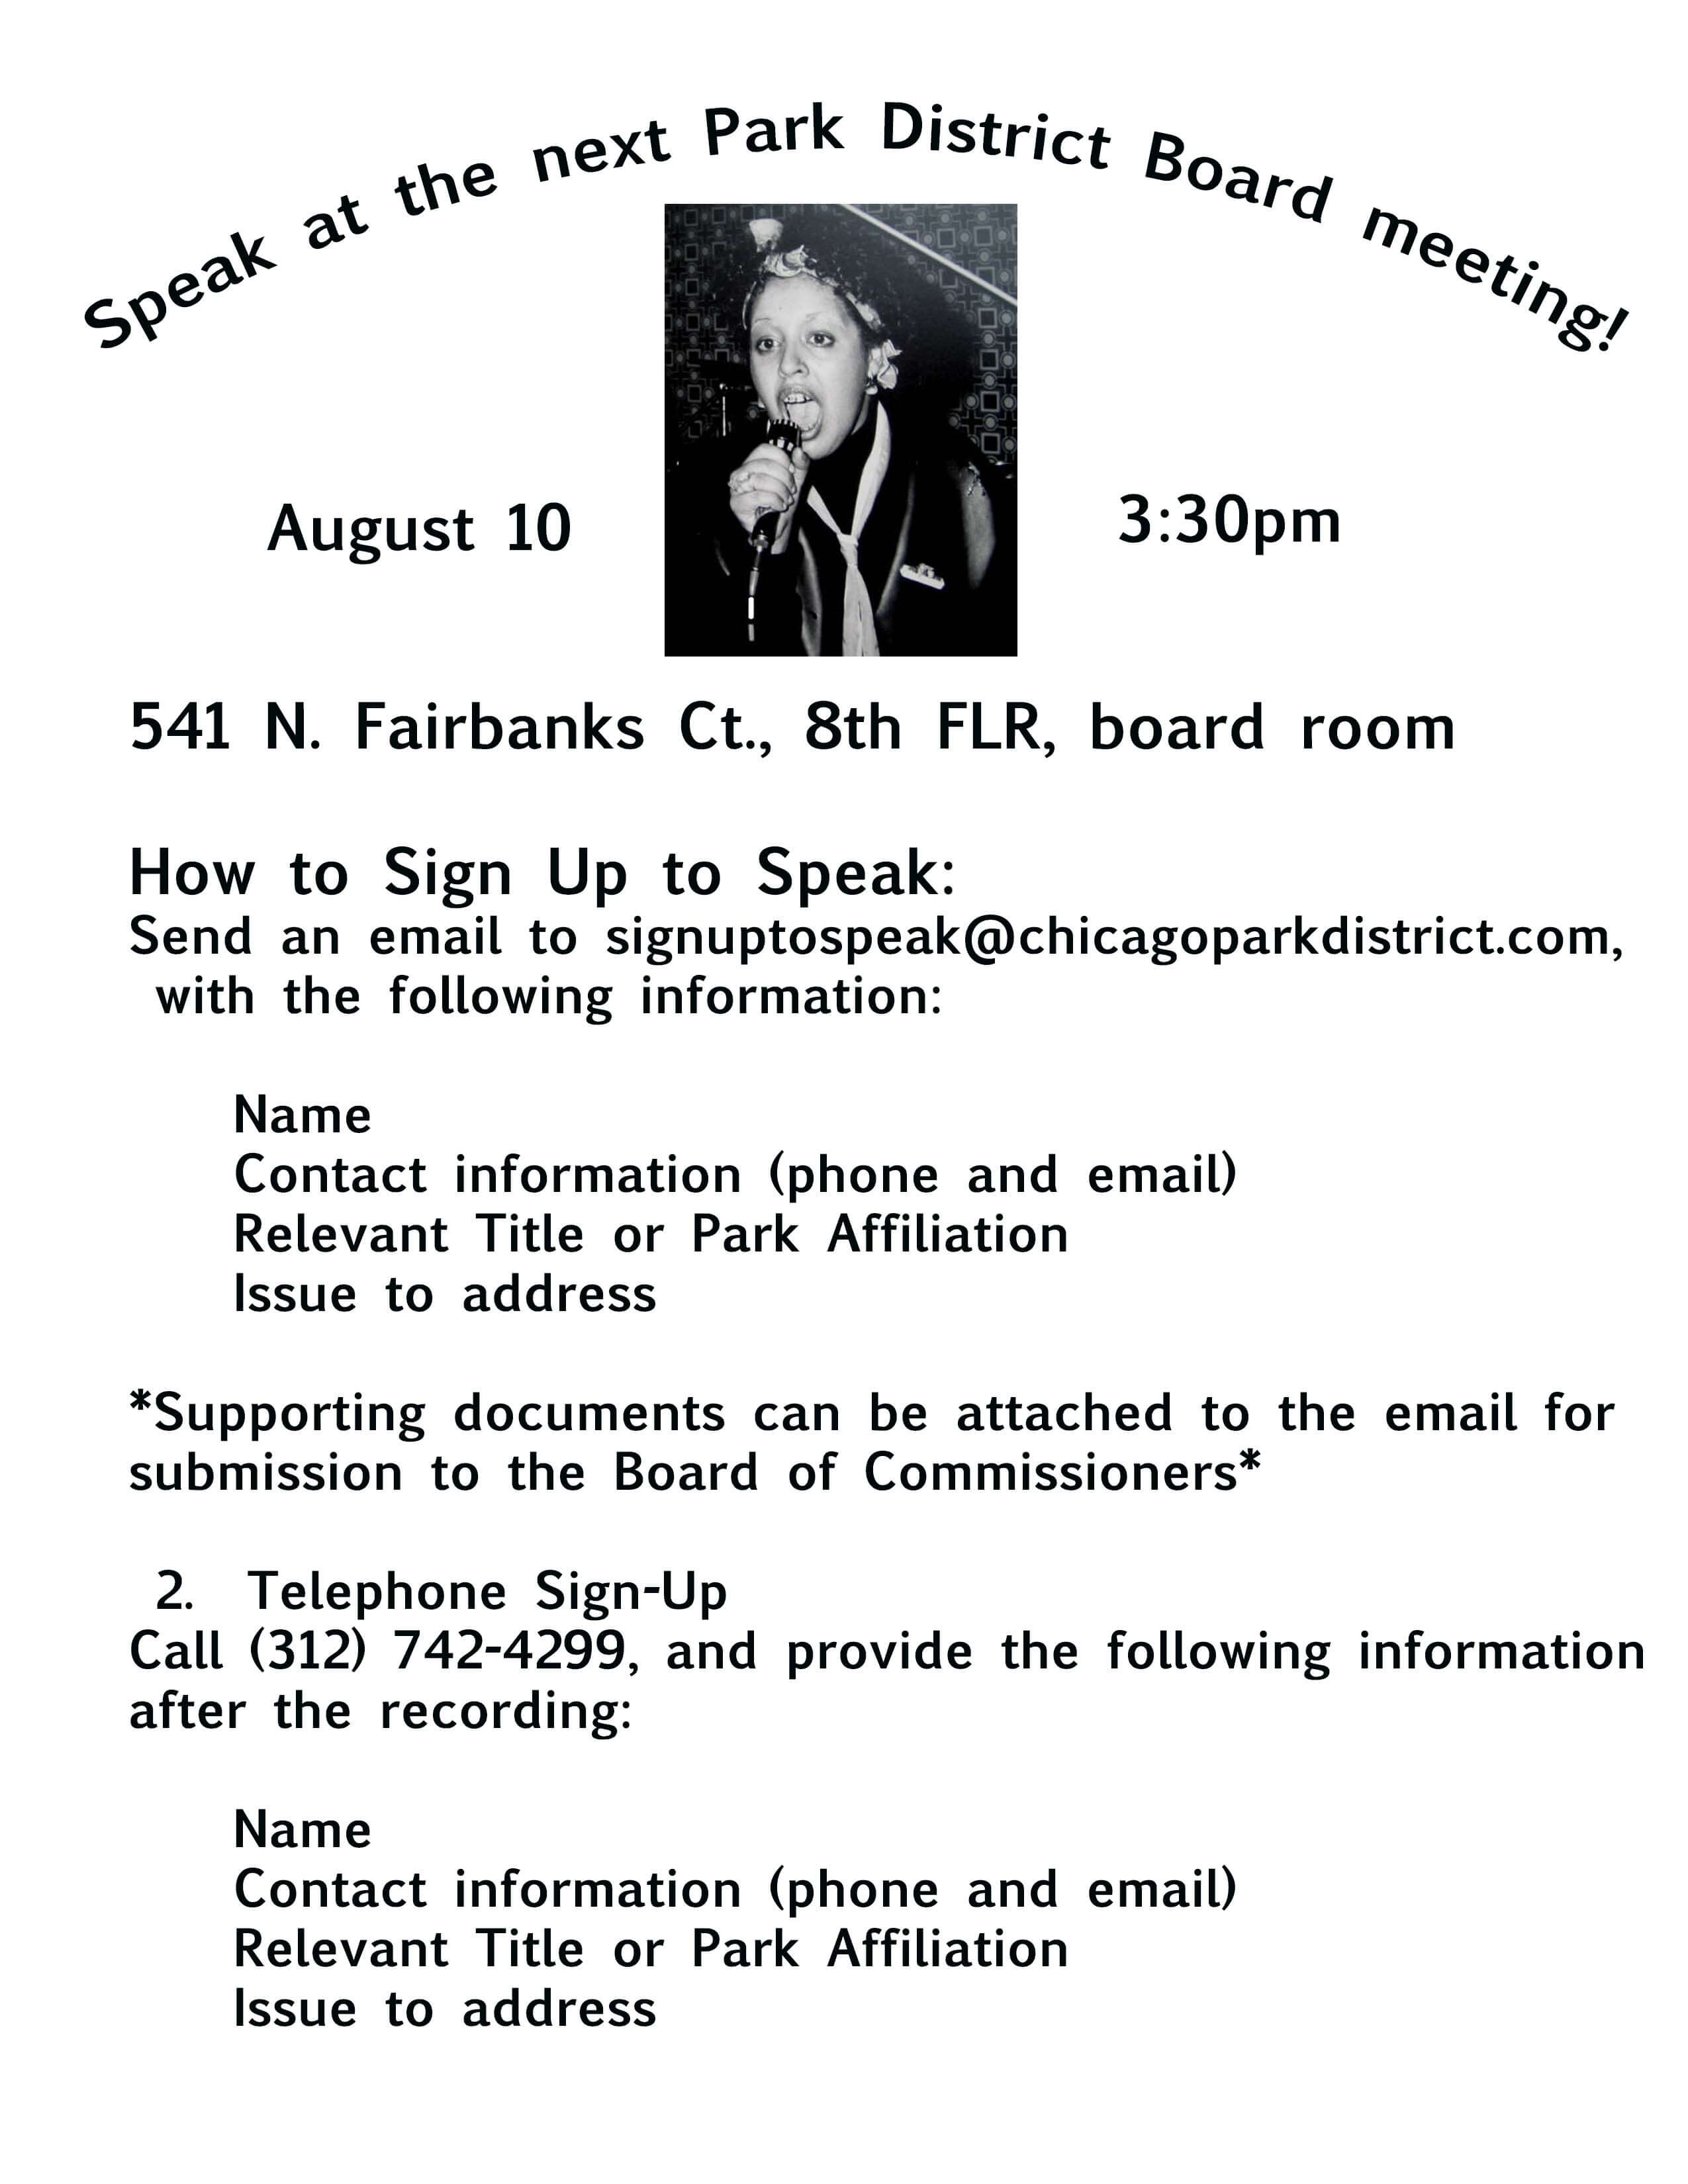 Speak at the next Park District Board meeting!
August 10
3:30pm
541 N. Fairbanks Ct., 8th FLR, board room
How to Sign Up to Speak:
Send an email to signuptospeak@chicagoparkdistrict.com,
with the following information:
Name
Contact information (phone and email)
Relevant Title or Park Affiliation
Issue to address
*Supporting documents can be attached to the email for
submission to the Board of Commissioners*
2. Telephone Sign-Up
Call (312) 742-4299, and provide the following information
after the recording:
Name
Contact information (phone and email)
Relevant Title or Park Affiliation
Issue to address